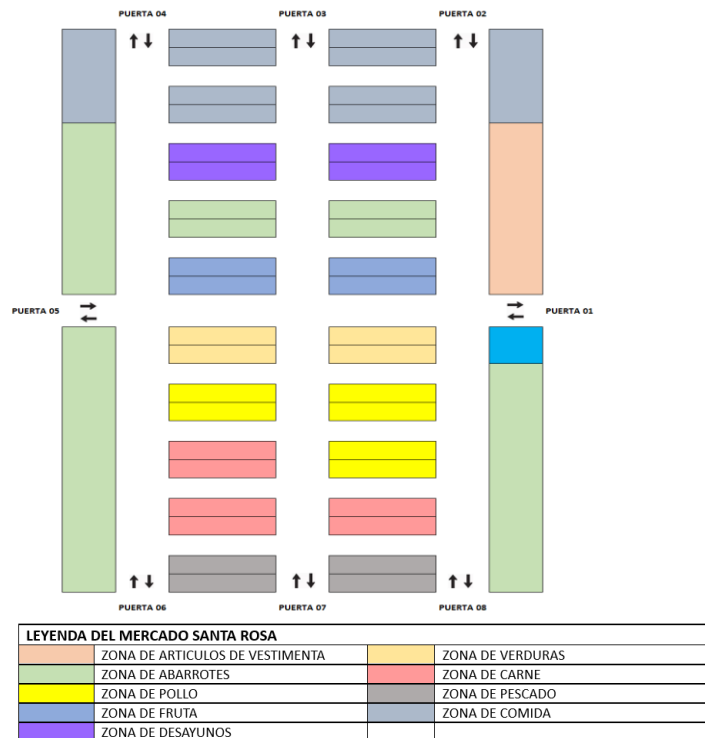 PUERTA 04
PUERTA 03
PUERTA 02
PUERTA 05
PUERTA 01
PUERTA 06
PUERTA 07
PUERTA 08
LEYENDA DEL MERCADO SANTA ROSA
ZONA DE ARTICULOS DE VESTIMENTA
ZONA DE VERDURAS
ZONA DE ABARROTES
ZONA DE CARNE
ZONA DE POLLO
ZONA DE PESCADO
ZONA DE FRUTA
ZONA DE COMIDA
ZONA DE DESAYUNOS